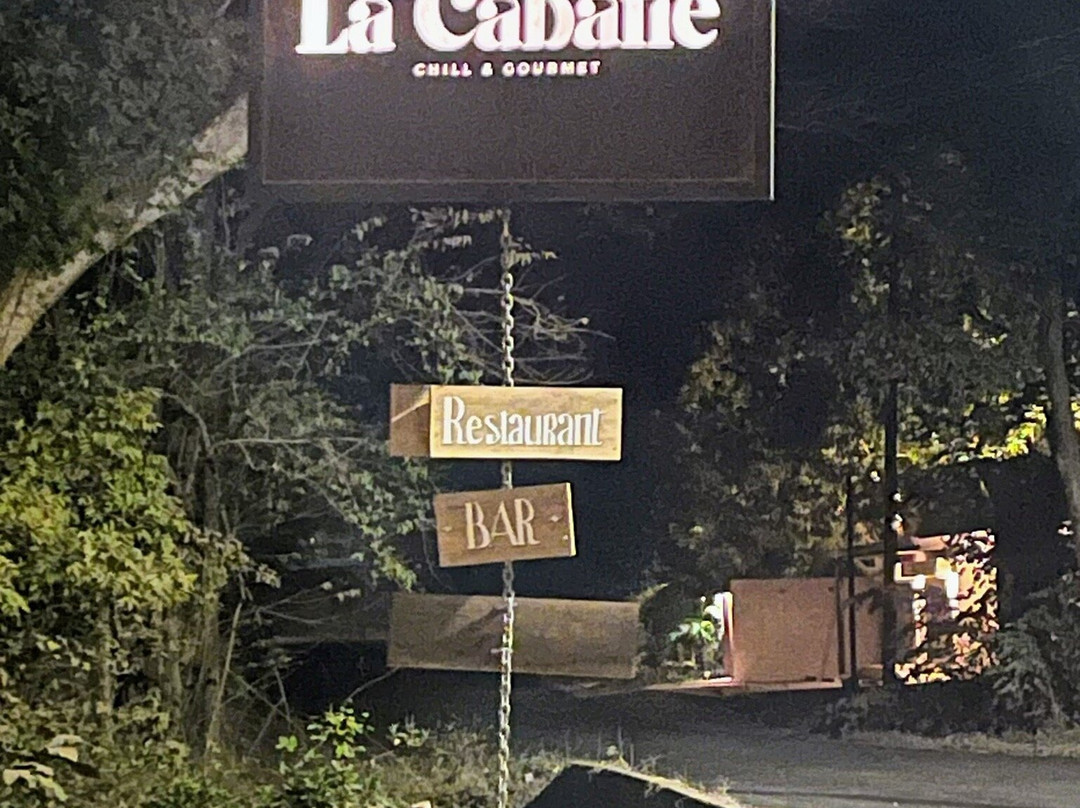 La Cabane
CHILL & GOURMET
Restaurant
BAR